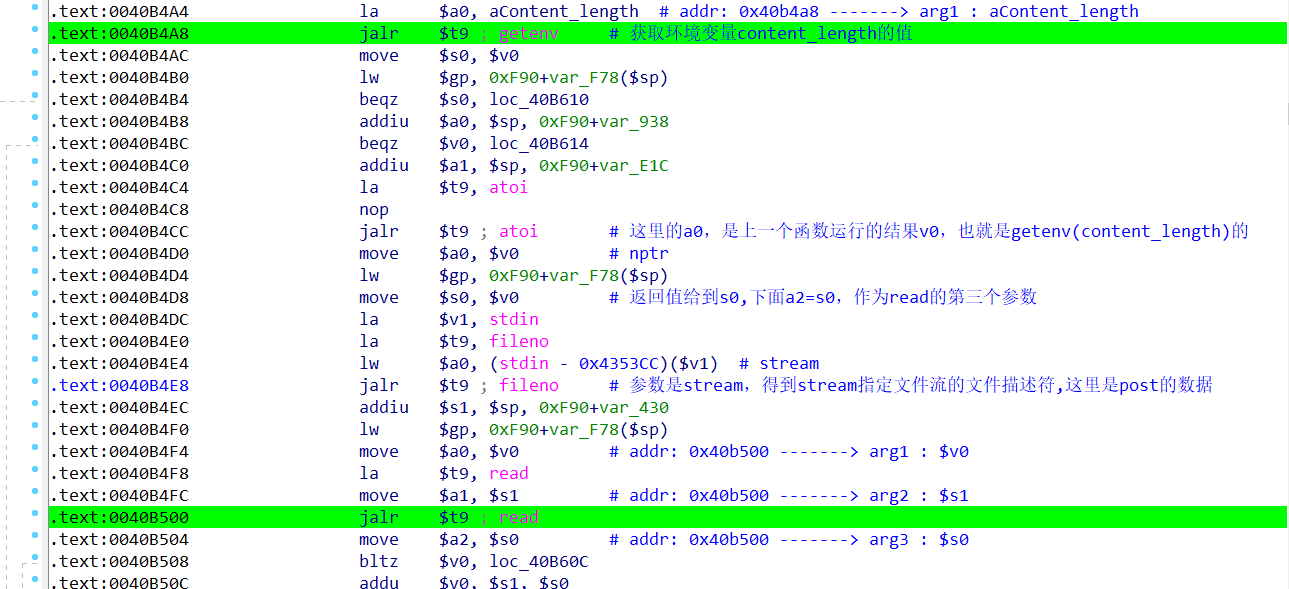 .text:0040B4A4 la $a0, aContent_length # addr: 0x40b4a8 -------> arg1 : aContent_length
.text:0040B4A8 jalr $t9 ; getenv # 获取环境变量content_length的值
.text:0040B4AC move $s0, $v0
.text:0040B4B0 lw $gp, 0xF90+var_F78($sp)
.text:0040B4B4 beqz $s0, loc_40B610
.text:0040B4B8 addiu $a0, $sp, 0xF90+var_938
.text:0040B4BC beqz $v0, loc_40B614
.text:0040B4C0 addiu $a1, $sp, 0xF90+var_E1C
.text:0040B4C4 la $t9, atoi
.text:0040B4C8 nop
.text:0040B4CC jalr $t9 ; atoi # 这里的a0，是上一个函数运行的结果v0，也就是getenv(content_length)的
.text:0040B4D0 move $a0, $v0 # nptr
.text:0040B4D4 lw $gp, 0xF90+var_F78($sp)
.text:0040B4D8 move $s0, $v0 # 返回值给到s0,下面a2=s0，作为read的第三个参数
.text:0040B4DC la $v1, stdin
.text:0040B4E0 la $t9, fileno
.text:0040B4E4 lw $a0, (stdin - 0x4353CC)($v1) # stream
.text:0040B4E8 jalr $t9 ; fileno # 参数是stream，得到stream指定文件流的文件描述符,这里是post的数据
.text:0040B4EC addiu $s1, $sp, 0xF90+var_430
.text:0040B4F0 lw $gp, 0xF90+var_F78($sp)
.text:0040B4F4 move $a0, $v0 # addr: 0x40b500 -------> arg1 : $v0
.text:0040B4F8 la $t9, read
.text:0040B4FC move $a1, $s1 # addr: 0x40b500 -------> arg2 : $s1
.text:0040B500 jalr $t9 ; read
.text:0040B504 move $a2, $s0 # addr: 0x40b500 -------> arg3 : $s0
.text:0040B508 bltz $v0, loc_40B60C
.text:0040B50C addu $v0, $s1, $s0